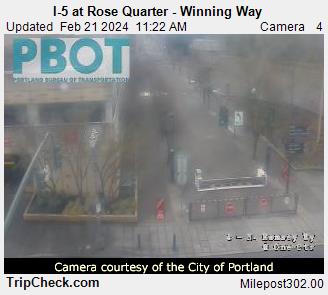 I-5 at Rose Quarter - Winning Way
Updated Feb 21 2024 11:22 AM Camera 4
PBOT
PORTLAND BUREAU OF TRANSPORTATION
Camera courtesy of the City of Portland
TripCheck.com Milepost302.00